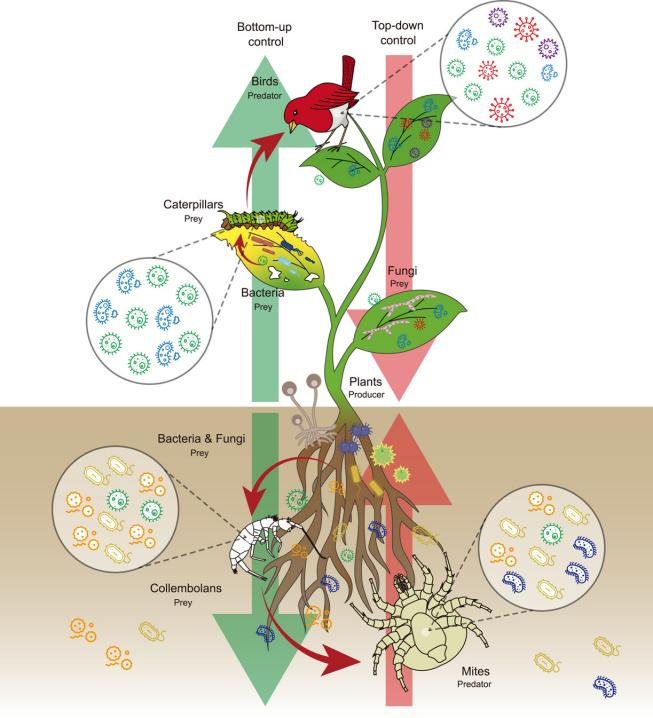 Bottom-up
control
Top-down
control
Birds
Predator
Caterpillars
Prey
Bacteria
Prey
Fungi
Prey
Plants
Producer
Bacteria & Fungi
Prey
Collembolans
Prey
Mites
Predator